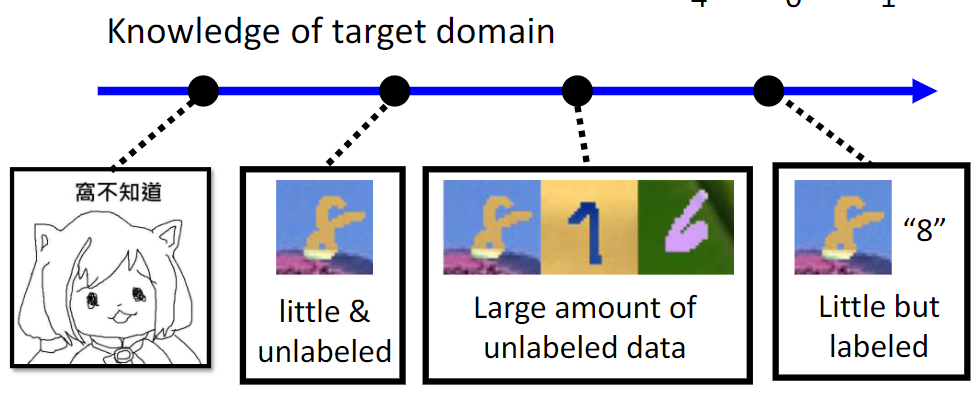 Knowledge of target domain
窩不知道
little &
unlabeled
Large amount of
unlabeled data
“8”
Little but
labeled